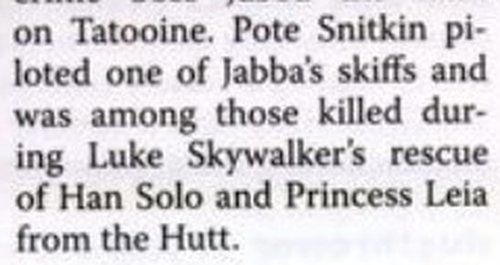 on Tatooine. Pote Snitkin pi-
loted one of Jabba's skiffs and
was among those killed dur-
ing Luke Skywalker's rescue
of Han Solo and Princess Leia
from the Hutt.